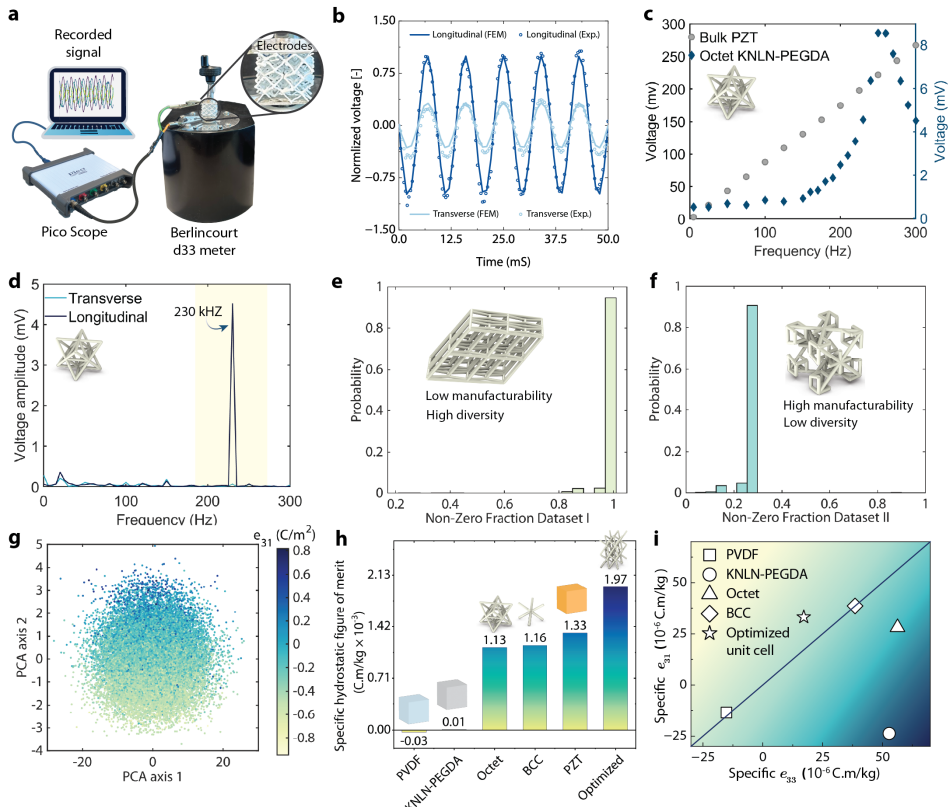 a
Recorded
signal
Electrodes
Pico Scope
Berlincourt
d33 meter
b
Normlized voltage [-]
1.50
0.75
0.00
-0.75
-1.50
Longitudinal (FEM)
Longitudinal (Exp.)
Transverse (FEM)
Transverse (Exp.)
0.0
12.5
25.0
37.5
50.0
Time (mS)
c
Voltage (mv)
300
250
200
150
100
50
0
Bulk PZT
Octet KNLN-PEGDA
8
6
4
2
0
Voltage (mv)
0
100
200
300
Frequency (Hz)
d
Voltage amplitude (mV)
5
4
3
2
1
0
Transverse
Longitudinal
230 kHZ
0
100
200
300
Frequency (Hz)
e
Probability
1
0.8
0.6
0.4
0.2
0
Low manufacturability
High diversity
0.2
0.4
0.6
0.8
1
Non-Zero Fraction Dataset I
f
Probability
1
0.8
0.6
0.4
0.2
0
High manufacturability
Low diversity
0
0.2
0.4
0.6
0.8
1
Non-Zero Fraction Dataset II
g
e31 (C/m2)
PCA axis 2
5
4
3
2
1
0
-1
-2
-3
-4
-20
0
20
PCA axis 1
0.8
0.6
0.4
0.2
0
-0.2
-0.4
-0.6
-0.8
h
Specific hydrostatic figure of merit
(C.m/kg × 10-3)
2.13
1.42
0.71
0.00
-0.03
0.01
1.13
1.16
1.33
1.97
PVDF
KNLN-PEGDA
Octet
BCC
PZT
Optimized
i
PVDF
KNLN-PEGDA
Octet
BCC
Optimized
unit cell
Specific e31 (10-6 C.m/kg)
50
25
0
-25
-25
0
25
50
Specific e33 (10-6 C.m/kg)